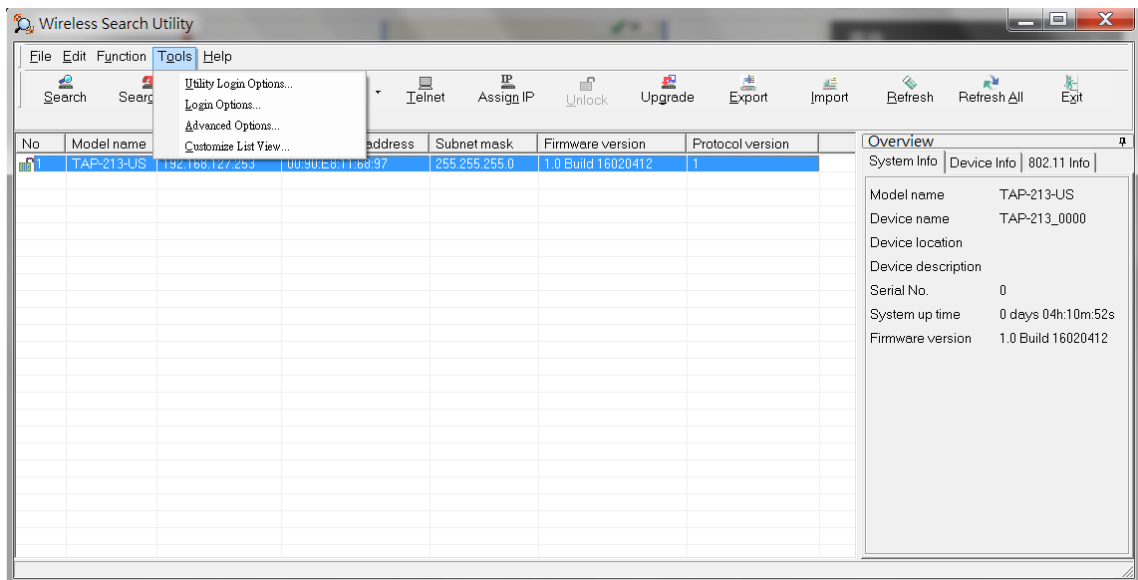 Wireless Search Utility
File Edit Function Tools Help
Search Searc Telnet Assign IP Unlock Upgrade Export Import Refresh Refresh All Exit
Utility Login Options...
Login Options...
Advanced Options...
Customize List View...
No Model name address Subnet mask Firmware version Protocol version
1 TAP-213-US 192.168.127.253 00:90:E8:11:68:97 255.255.255.0 1.0 Build 16020412 1
Overview
System Info Device Info 802.11 Info
Model name TAP-213-US
Device name TAP-213_0000
Device location
Device description
Serial No. 0
System up time 0 days 04h:10m:52s
Firmware version 1.0 Build 16020412